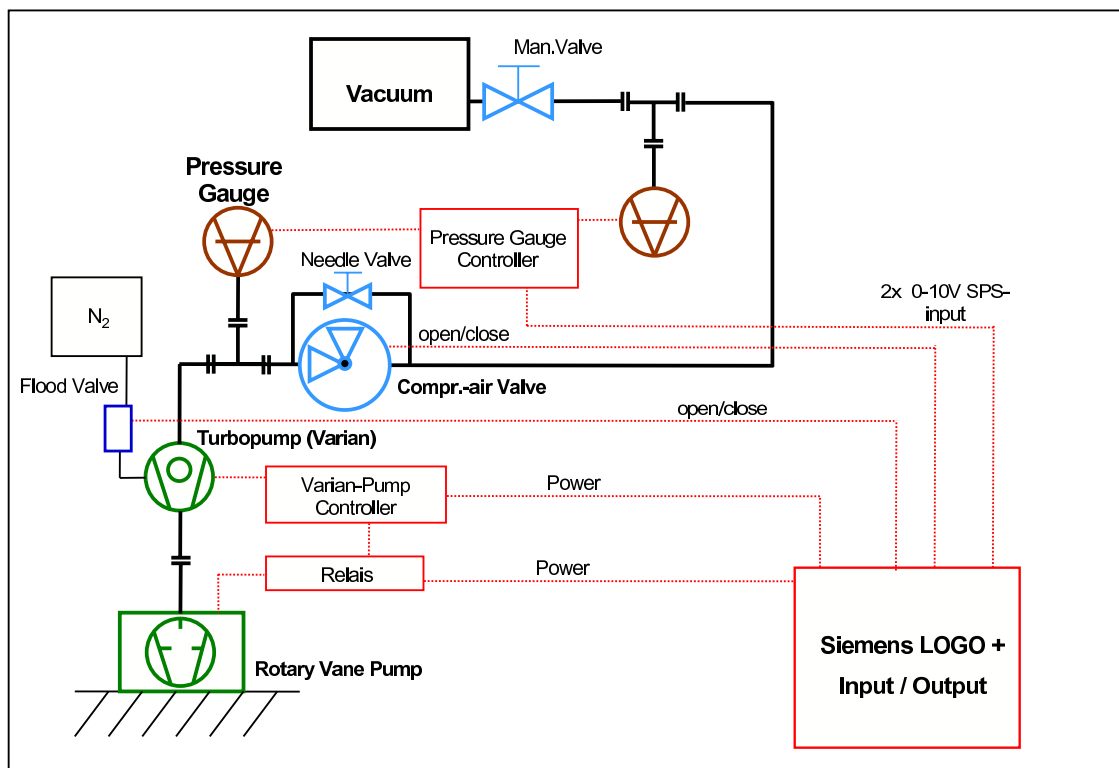 Man.Valve
Vacuum
Pressure
Gauge
Pressure Gauge
Controller
Needle Valve
2x 0-10V SPS-
input
N₂
open/close
Flood Valve
Compr.-air Valve
open/close
Turbopump (Varian)
Varian-Pump
Controller
Power
Relais
Power
Siemens LOGO +
Input / Output
Rotary Vane Pump